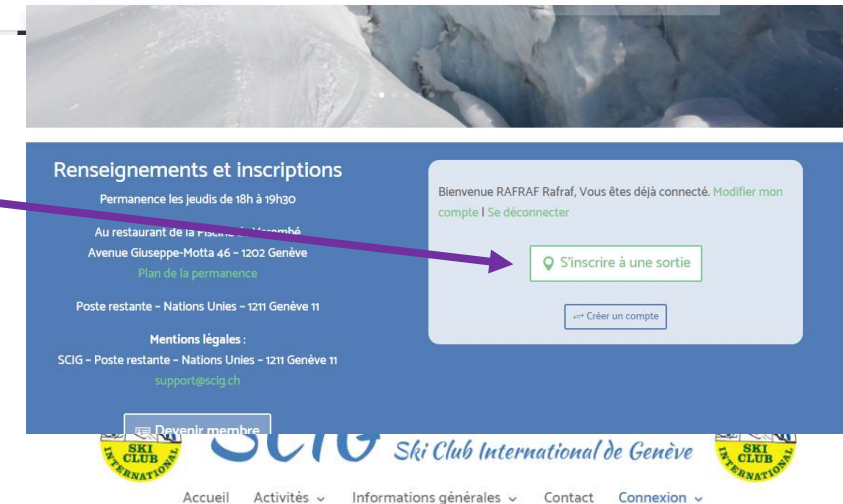 Renseignements et inscriptions
Permanence les jeudis de 18h à 19h30
Au restaurant de la Piscine de Varembé
Avenue Giuseppe-Motta 46 – 1202 Genève
Plan de la permanence
Poste restante – Nations Unies – 1211 Genève 11
Mentions légales :
SCIG – Poste restante – Nations Unies – 1211 Genève 11
support@scig.ch
Devenir membre
Bienvenue RAFRAF Rafraf, Vous êtes déjà connecté. Modifier mon
compte | Se déconnecter
S'inscrire à une sortie
Créer un compte
SKI
CLUB
INTERNATIONAL
SCIG Ski Club International de Genève
SKI
CLUB
INTERNATIONAL
Accueil Activités Informations générales Contact Connexion